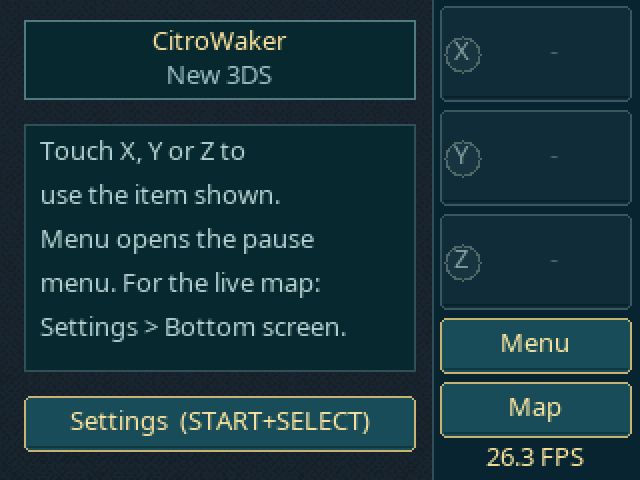 CitroWaker
New 3DS
Touch X, Y or Z to
use the item shown.
Menu opens the pause
menu. For the live map:
Settings > Bottom screen.
Settings (START+SELECT)
X -
Y -
Z -
Menu
Map
26.3 FPS